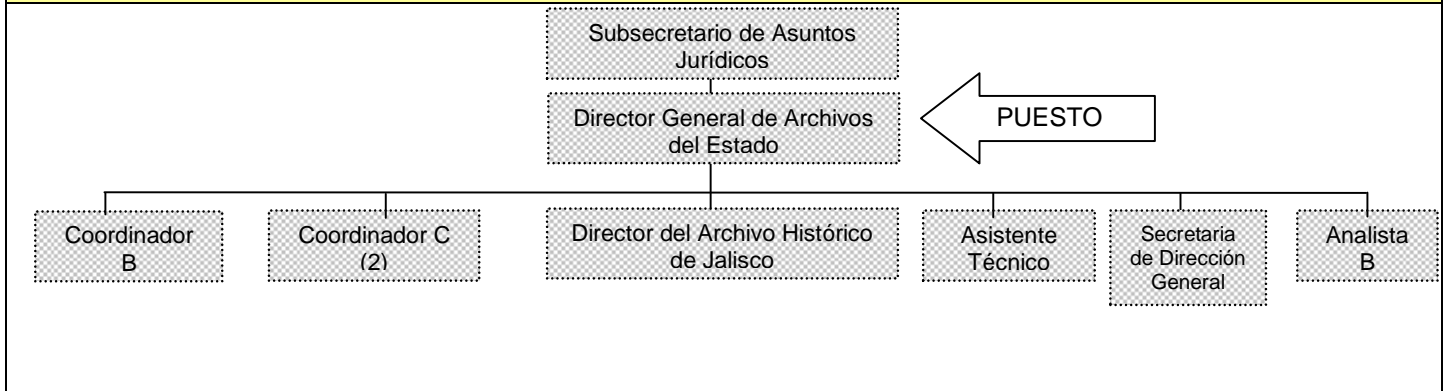 Subsecretario de Asuntos
Jurídicos
Director General de Archivos
del Estado
PUESTO
Coordinador
B
Coordinador C
(2)
Director del Archivo Histórico
de Jalisco
Asistente
Técnico
Secretaria
de Dirección
General
Analista
B